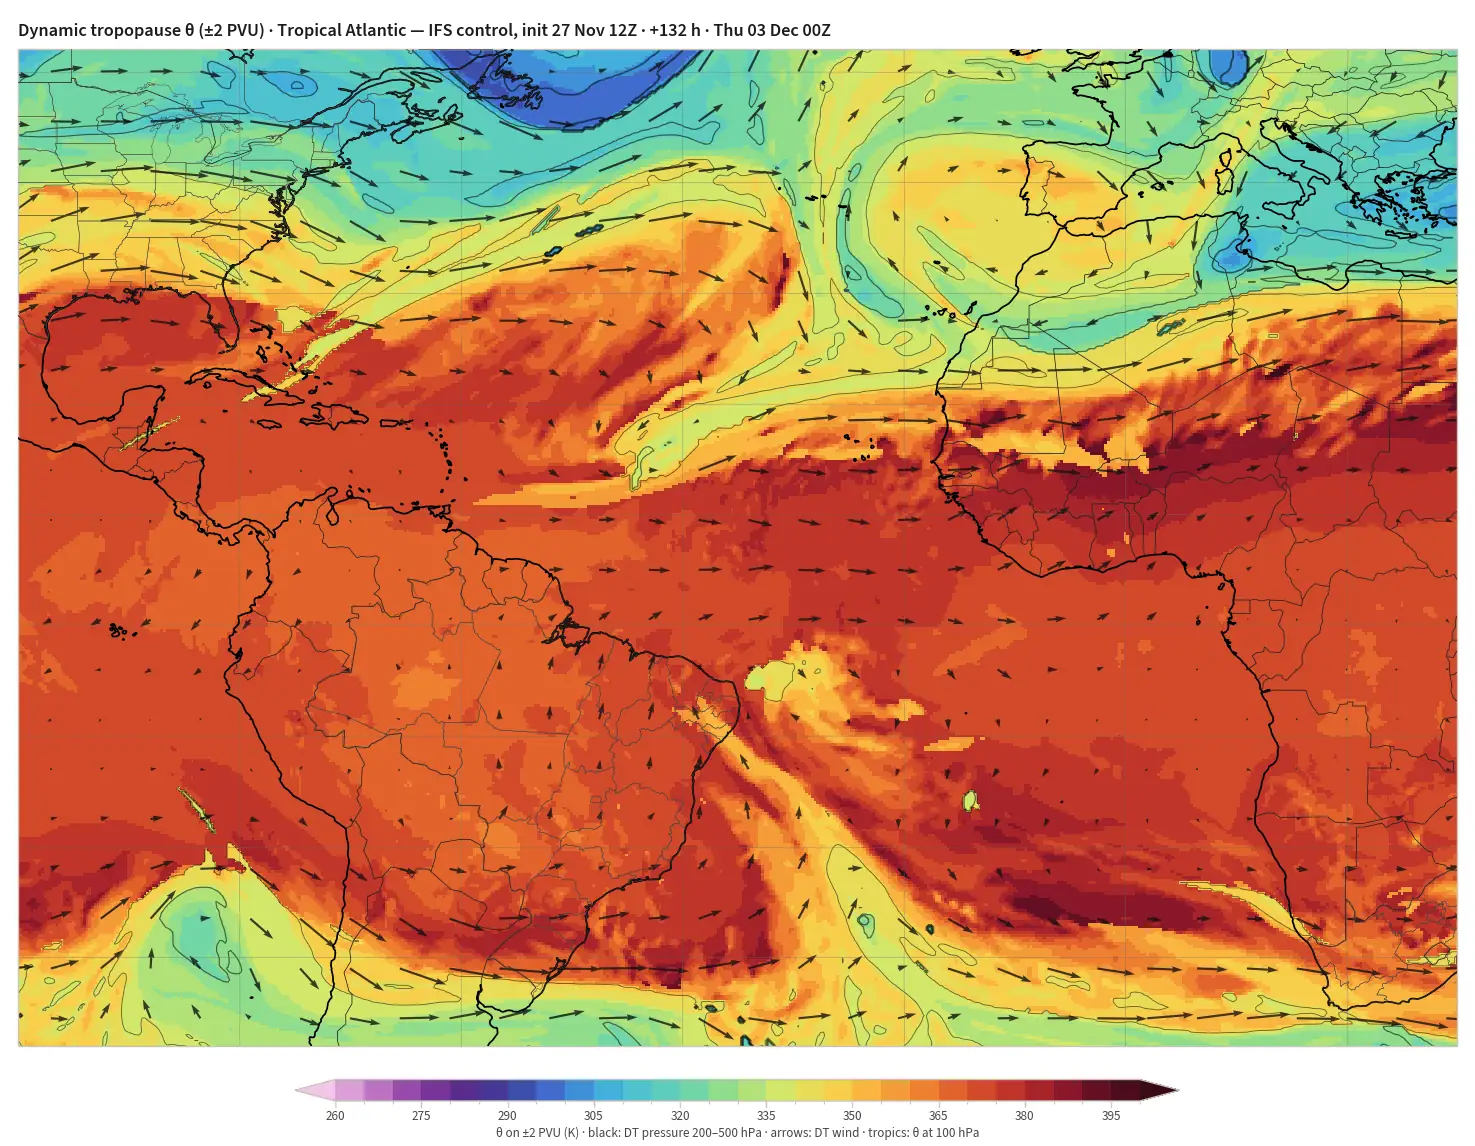 Dynamic tropopause θ (±2 PVU) · Tropical Atlantic — IFS control, init 27 Nov 12Z · +132 h · Thu 03 Dec 00Z
260 275 290 305 320 335 350 365 380 395
θ on ±2 PVU (K) · black: DT pressure 200–500 hPa · arrows: DT wind · tropics: θ at 100 hPa